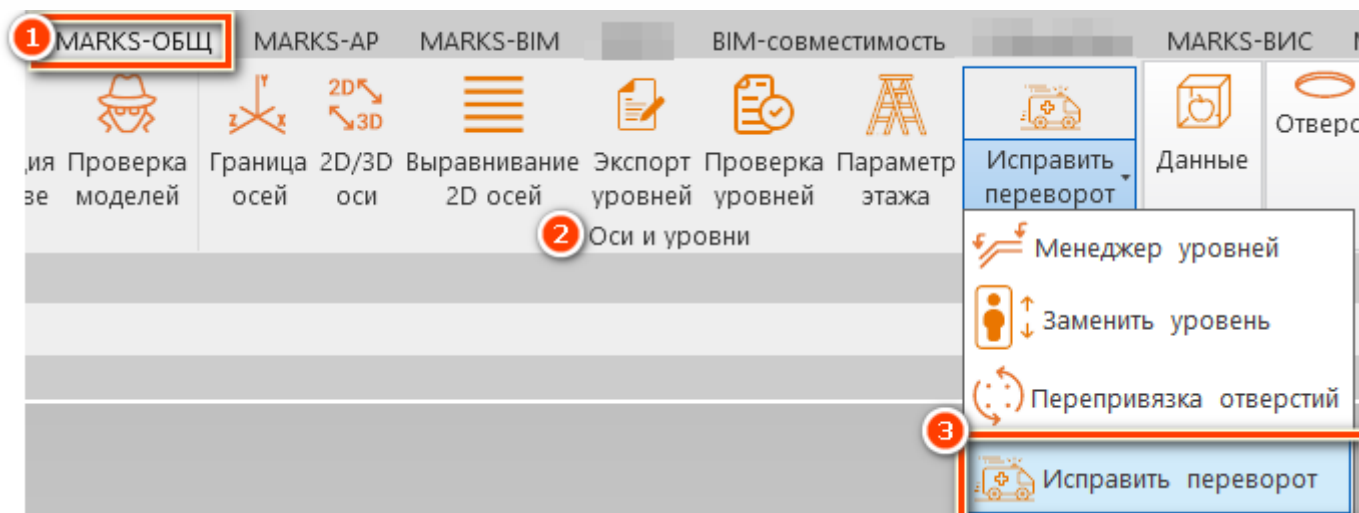 1 MARKS-ОБЩ MARKS-АР MARKS-BIM BIM-совместимость MARKS-ВИС
Y
Z X
2D
3D
ия Проверка Граница 2D/3D Выравнивание Экспорт Проверка Параметр Исправить Данные Отверс
ве моделей осей оси 2D осей уровней уровней этажа переворот
2 Оси и уровни
Менеджер уровней
Заменить уровень
Перепривязка отверстий
3
Исправить переворот